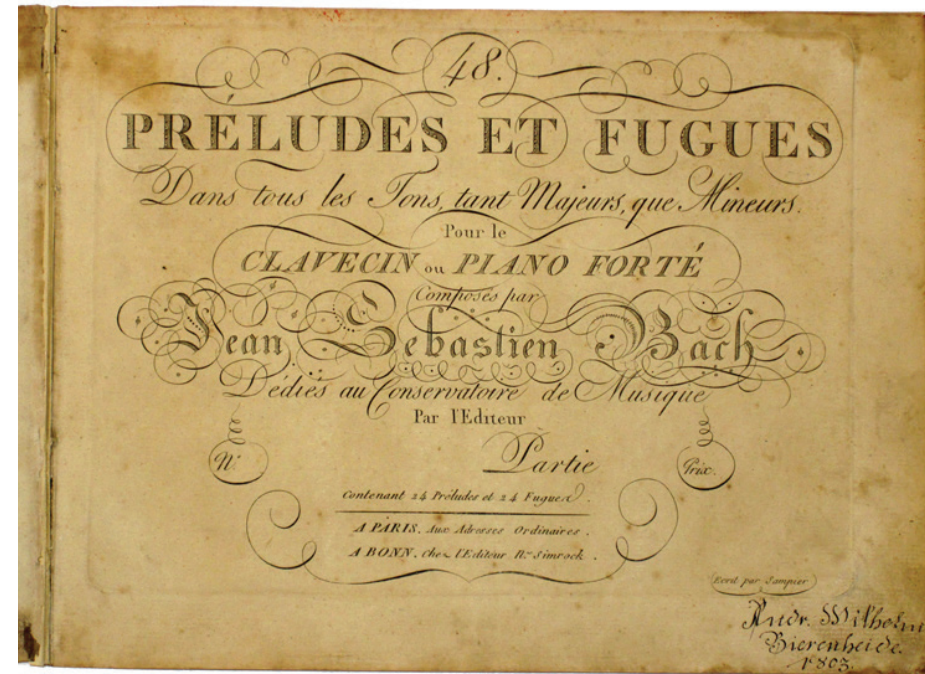 48.
PRÉLUDES ET FUGUES
Dans tous les Tons, tant Majeurs, que Mineurs.
Pour le
CLAVECIN ou PIANO FORTÉ
Composés par
Jean Sebastien Bach
Dédiés au Conservatoire de Musique
Par l'Editeur
Partie
N.º
Prix.
Contenant 24 Préludes et 24 Fugues.
A PARIS. Aux Adresses Ordinaires.
A BONN. Chez l'Editeur N.º Simrock.
Ecrit par Sampier
Andr. Wilhelm
Bierenheide.
1803.